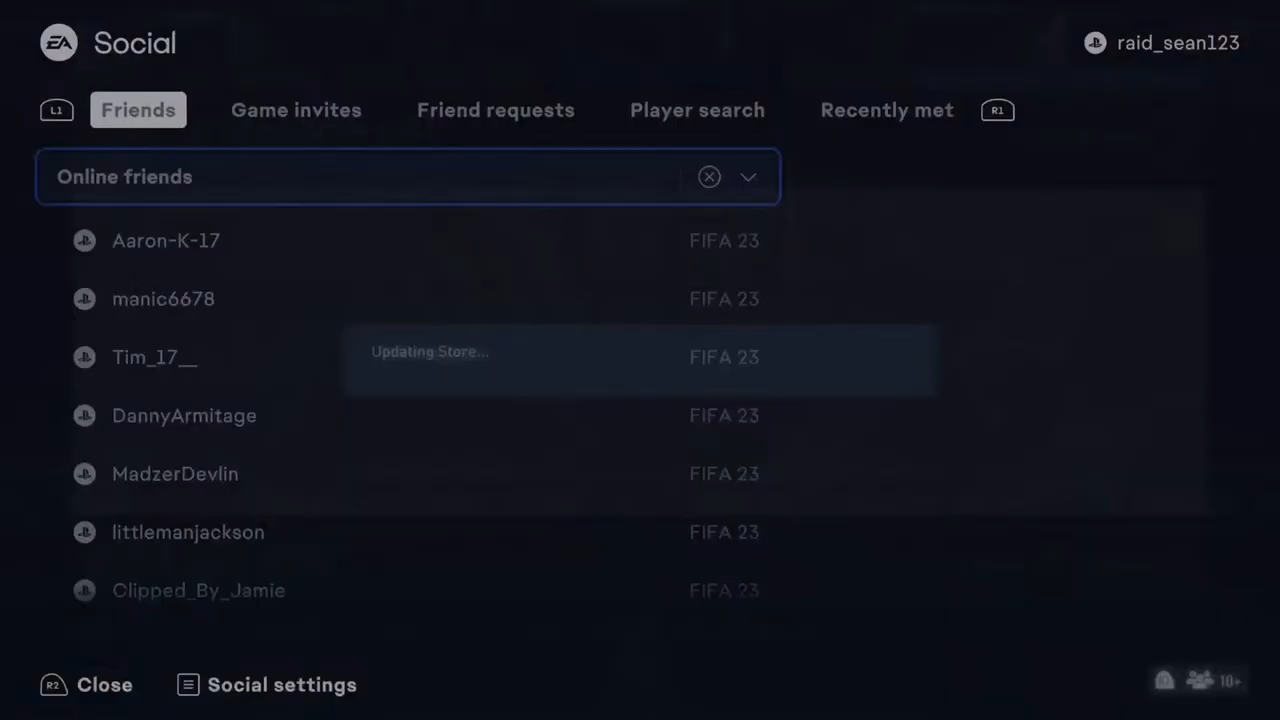 EA Social
raid_sean123
L1 Friends Game invites Friend requests Player search Recently met R1
Online friends
Aaron-K-17 FIFA 23
manic6678 FIFA 23
Updating Store...
Tim_17__ FIFA 23
DannyArmitage FIFA 23
MadzerDevlin FIFA 23
littlemanjackson FIFA 23
Clipped_By_Jamie FIFA 23
R2 Close Social settings
10+